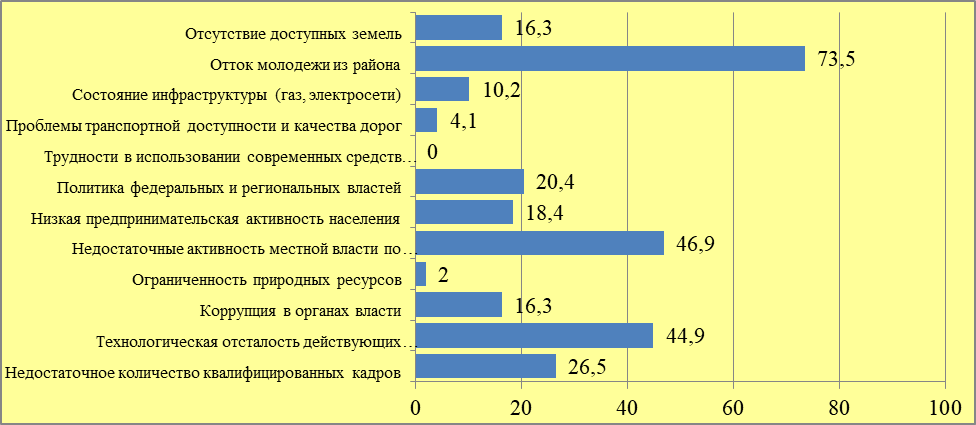 Отсутствие доступных земель 16,3
Отток молодежи из района 73,5
Состояние инфраструктуры (газ, электросети) 10,2
Проблемы транспортной доступности и качества дорог 4,1
Трудности в использовании современных средств… 0
Политика федеральных и региональных властей 20,4
Низкая предпринимательская активность населения 18,4
Недостаточные активность местной власти по … 46,9
Ограниченность природных ресурсов 2
Коррупция в органах власти 16,3
Технологическая отсталость действующих … 44,9
Недостаточное количество квалифицированных кадров 26,5
0 20 40 60 80 100